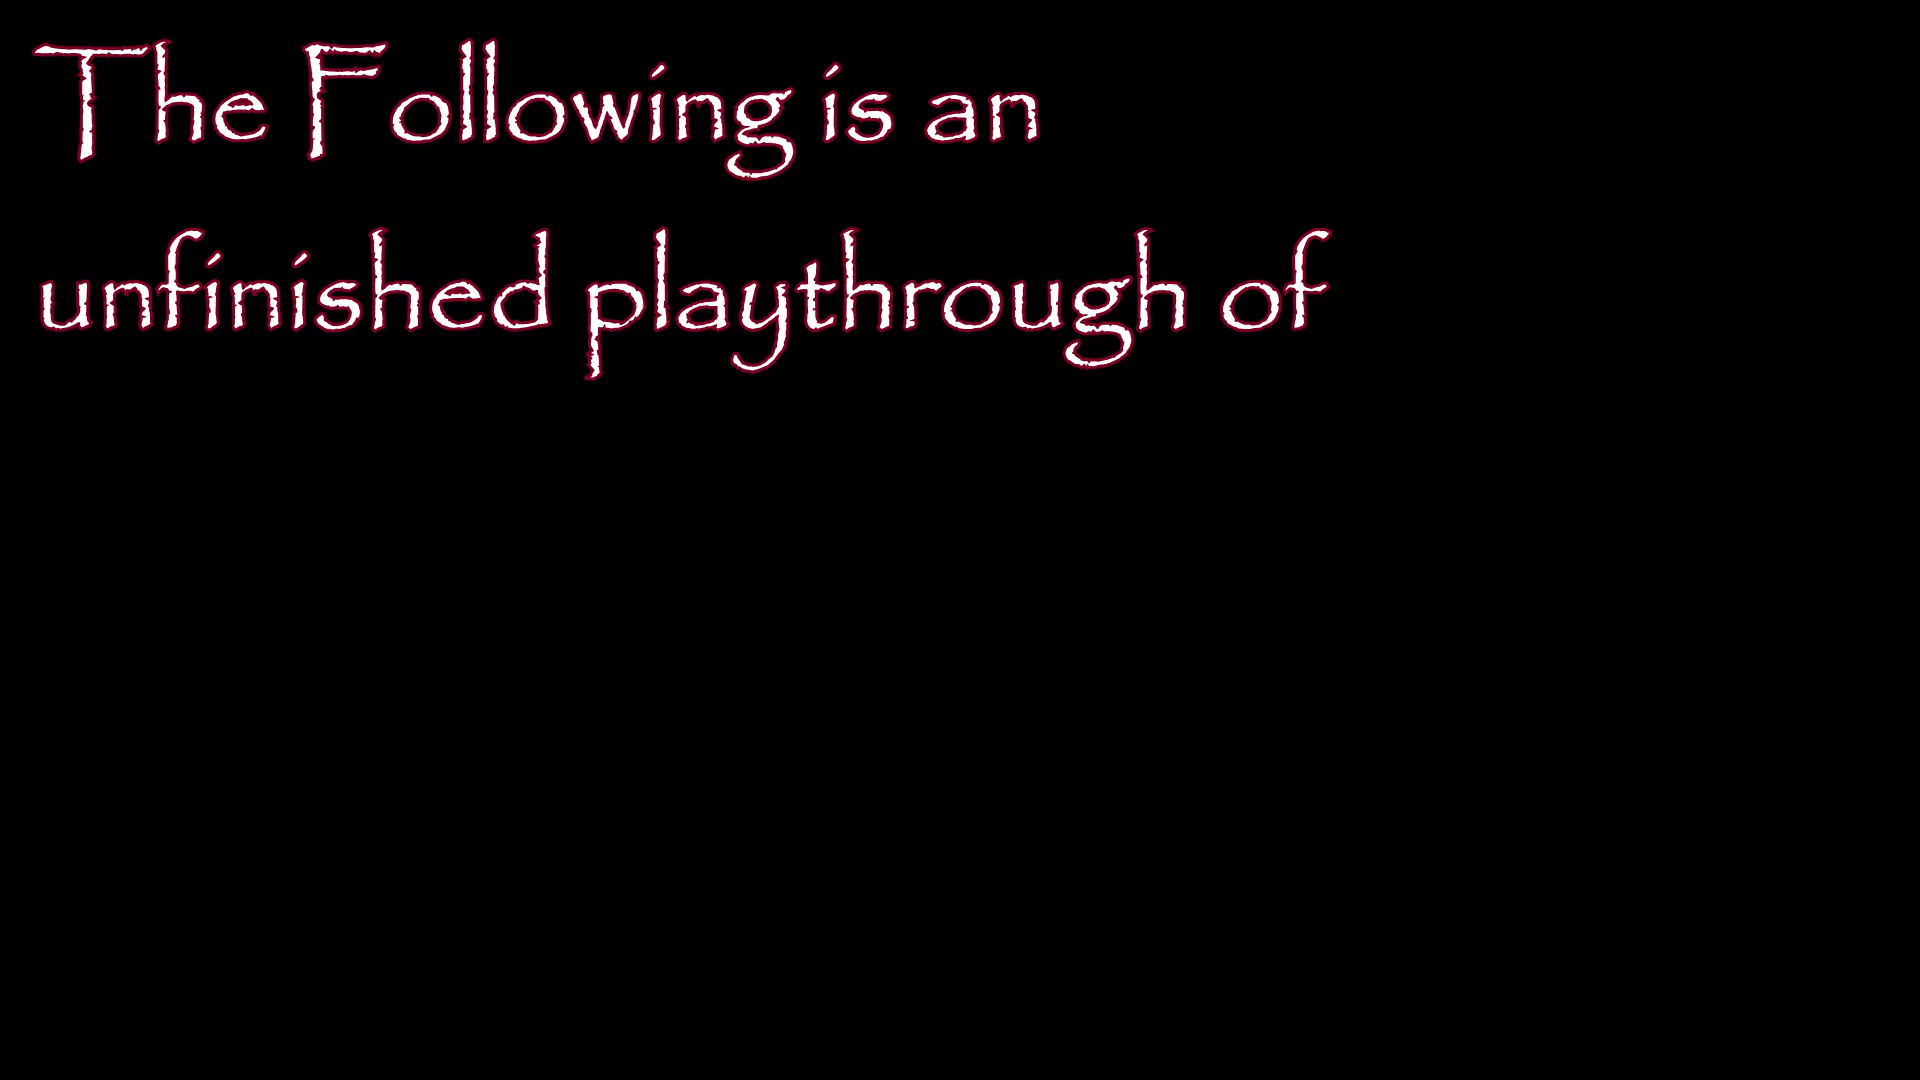 The Following is an
unfinished playthrough of